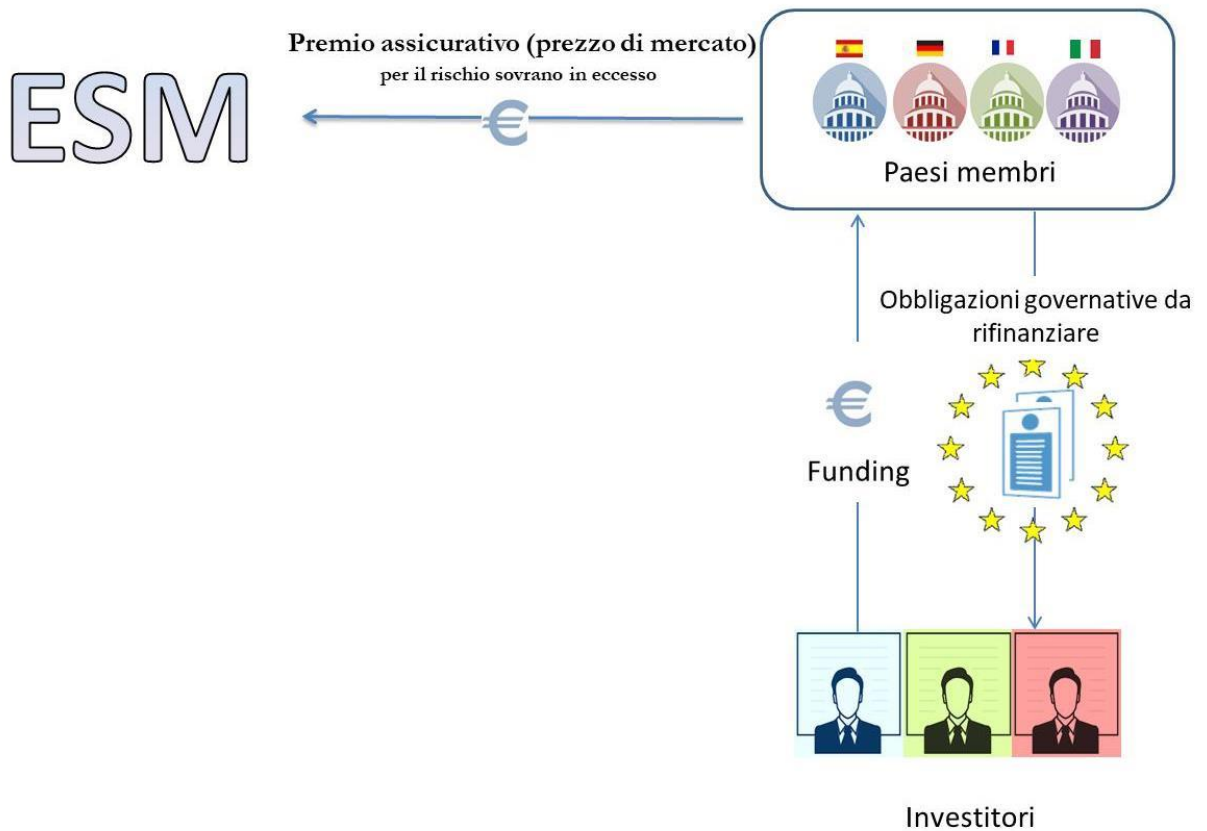 Premio assicurativo (prezzo di mercato)
per il rischio sovrano in eccesso
ESM
€
Paesi membri
Obbligazioni governative da
rifinanziare
€
Funding
Investitori